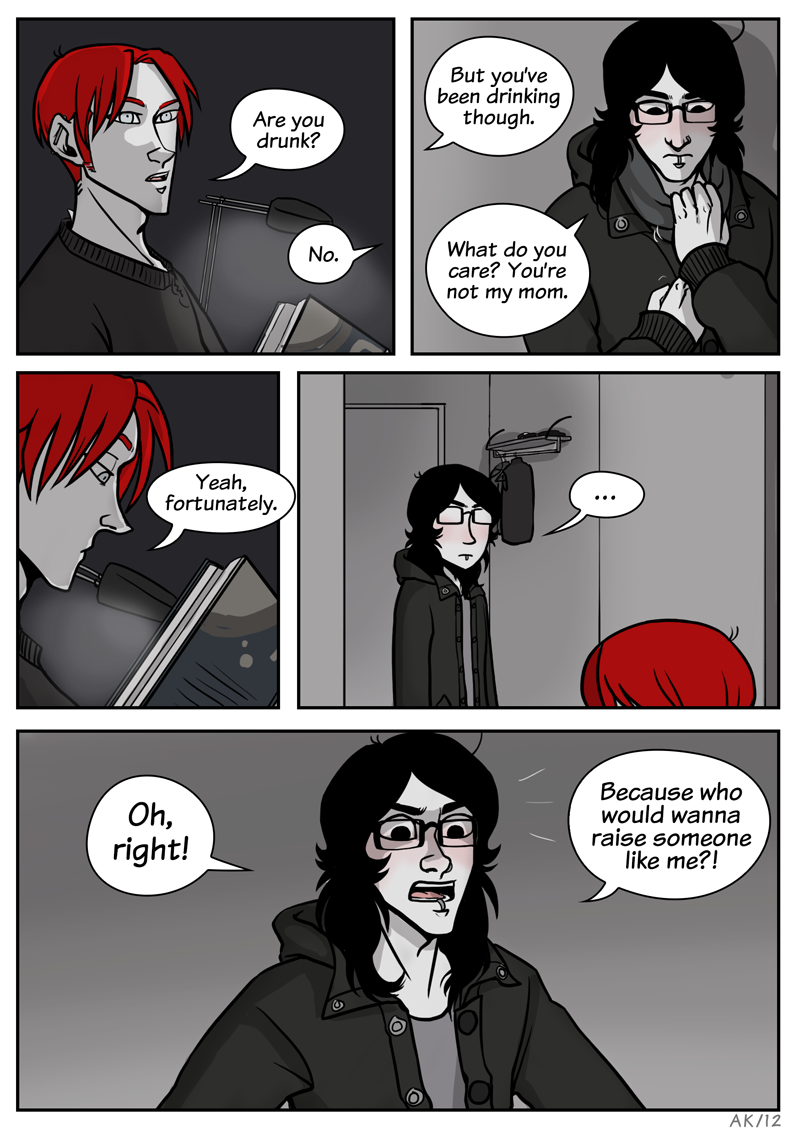 Are you
drunk?
No.
But you've
been drinking
though.
What do you
care? You're
not my mom.
Yeah,
fortunately.
...
Oh,
right!
Because who
would wanna
raise someone
like me?!
AK/12